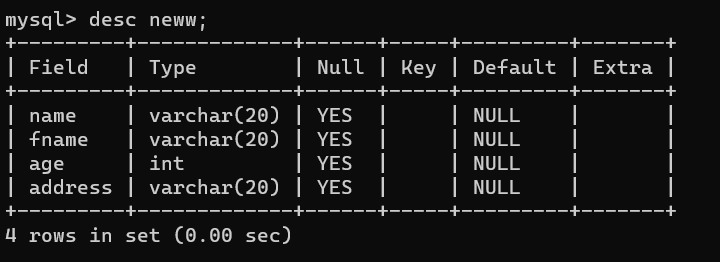 mysql> desc neww;
+---------+-------------+------+-----+---------+-------+
| Field   | Type        | Null | Key | Default | Extra |
+---------+-------------+------+-----+---------+-------+
| name    | varchar(20) | YES  |     | NULL    |       |
| fname   | varchar(20) | YES  |     | NULL    |       |
| age     | int         | YES  |     | NULL    |       |
| address | varchar(20) | YES  |     | NULL    |       |
+---------+-------------+------+-----+---------+-------+
4 rows in set (0.00 sec)